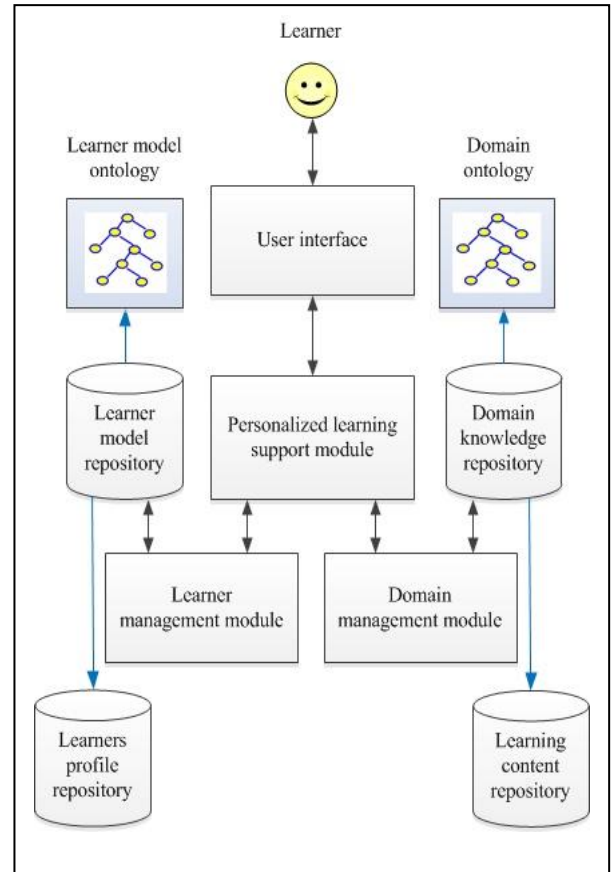 Learner
Learner model
ontology
Domain
ontology
User interface
Learner
model
repository
Personalized learning
support module
Domain
knowledge
repository
Learner
management module
Domain
management module
Learners
profile
repository
Learning
content
repository